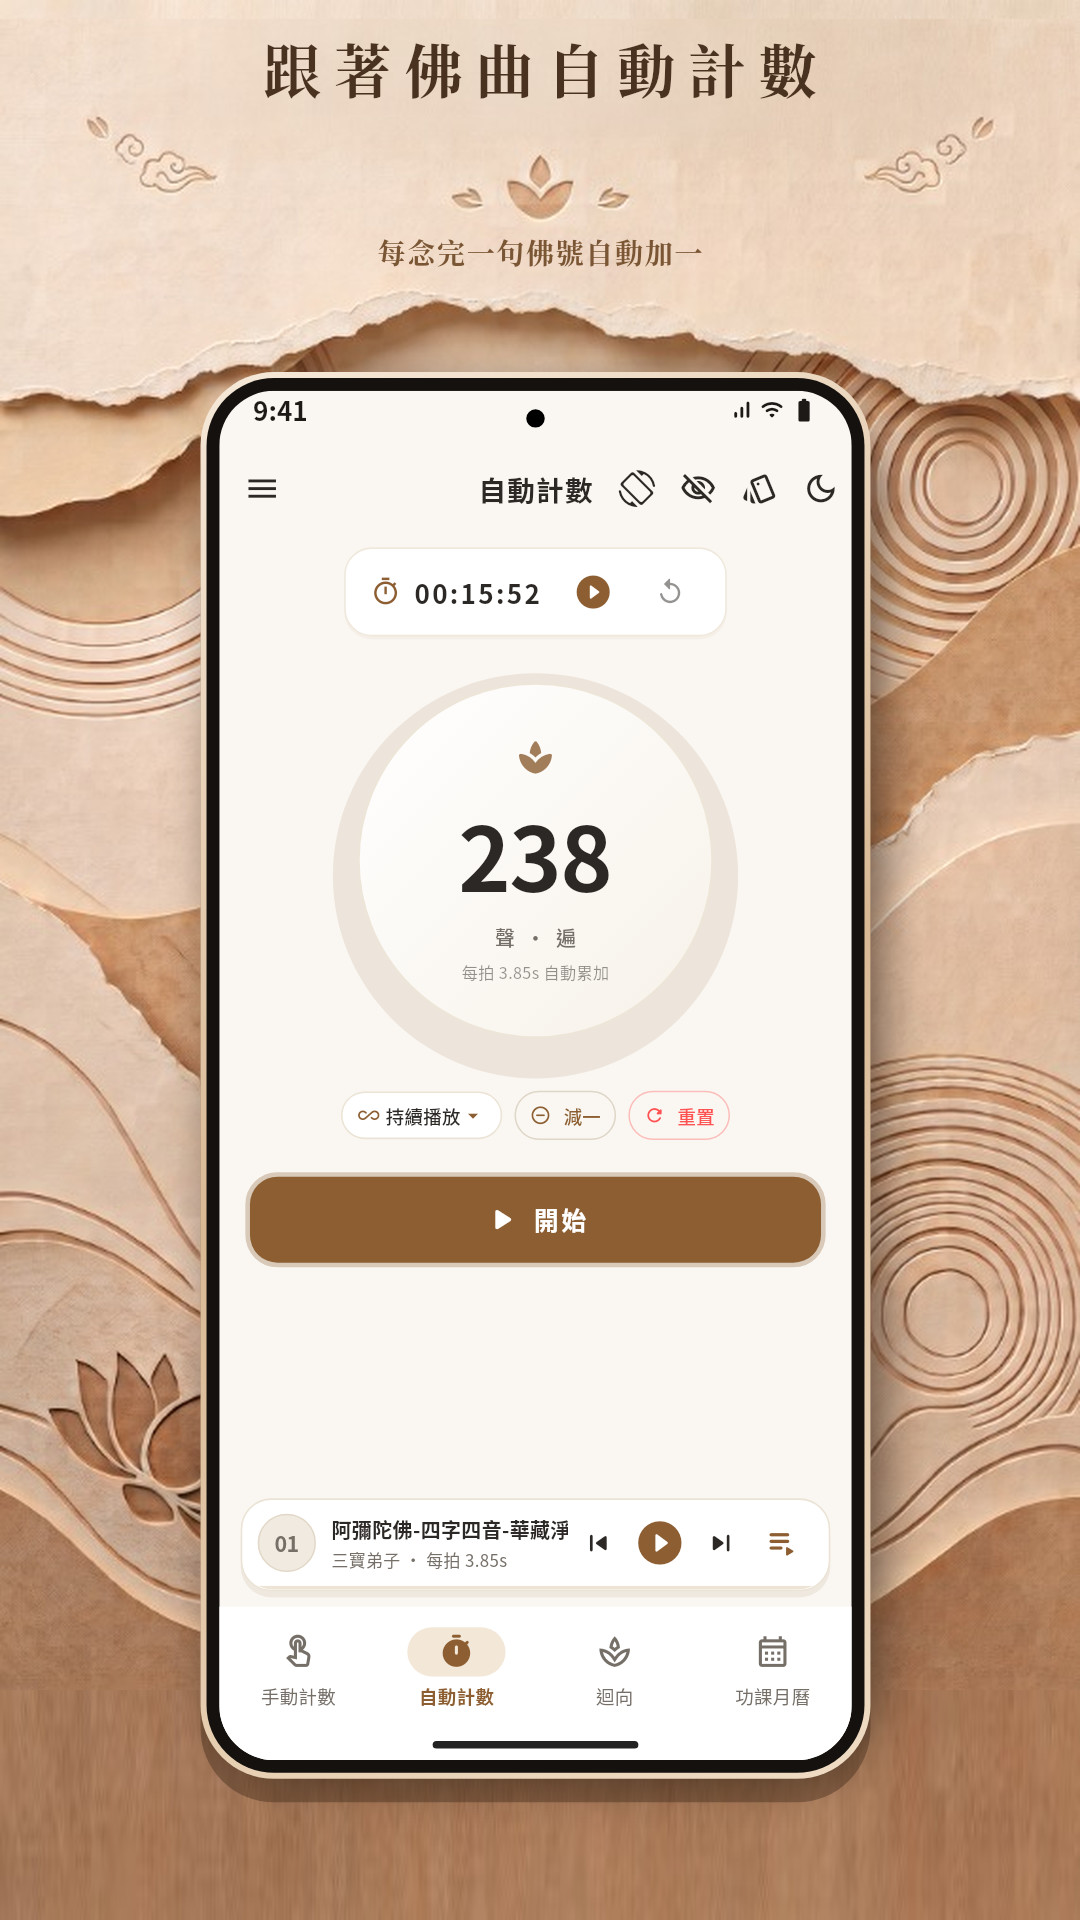 跟著佛曲自動計數
每念完一句佛號自動加一
9:41
自動計數
00:15:52
238
聲 · 遍
每拍 3.85s 自動累加
持續播放
減一
重置
開始
01
阿彌陀佛-四字四音-華藏淨
三寶弟子 · 每拍 3.85s
手動計數
自動計數
迴向
功課月曆